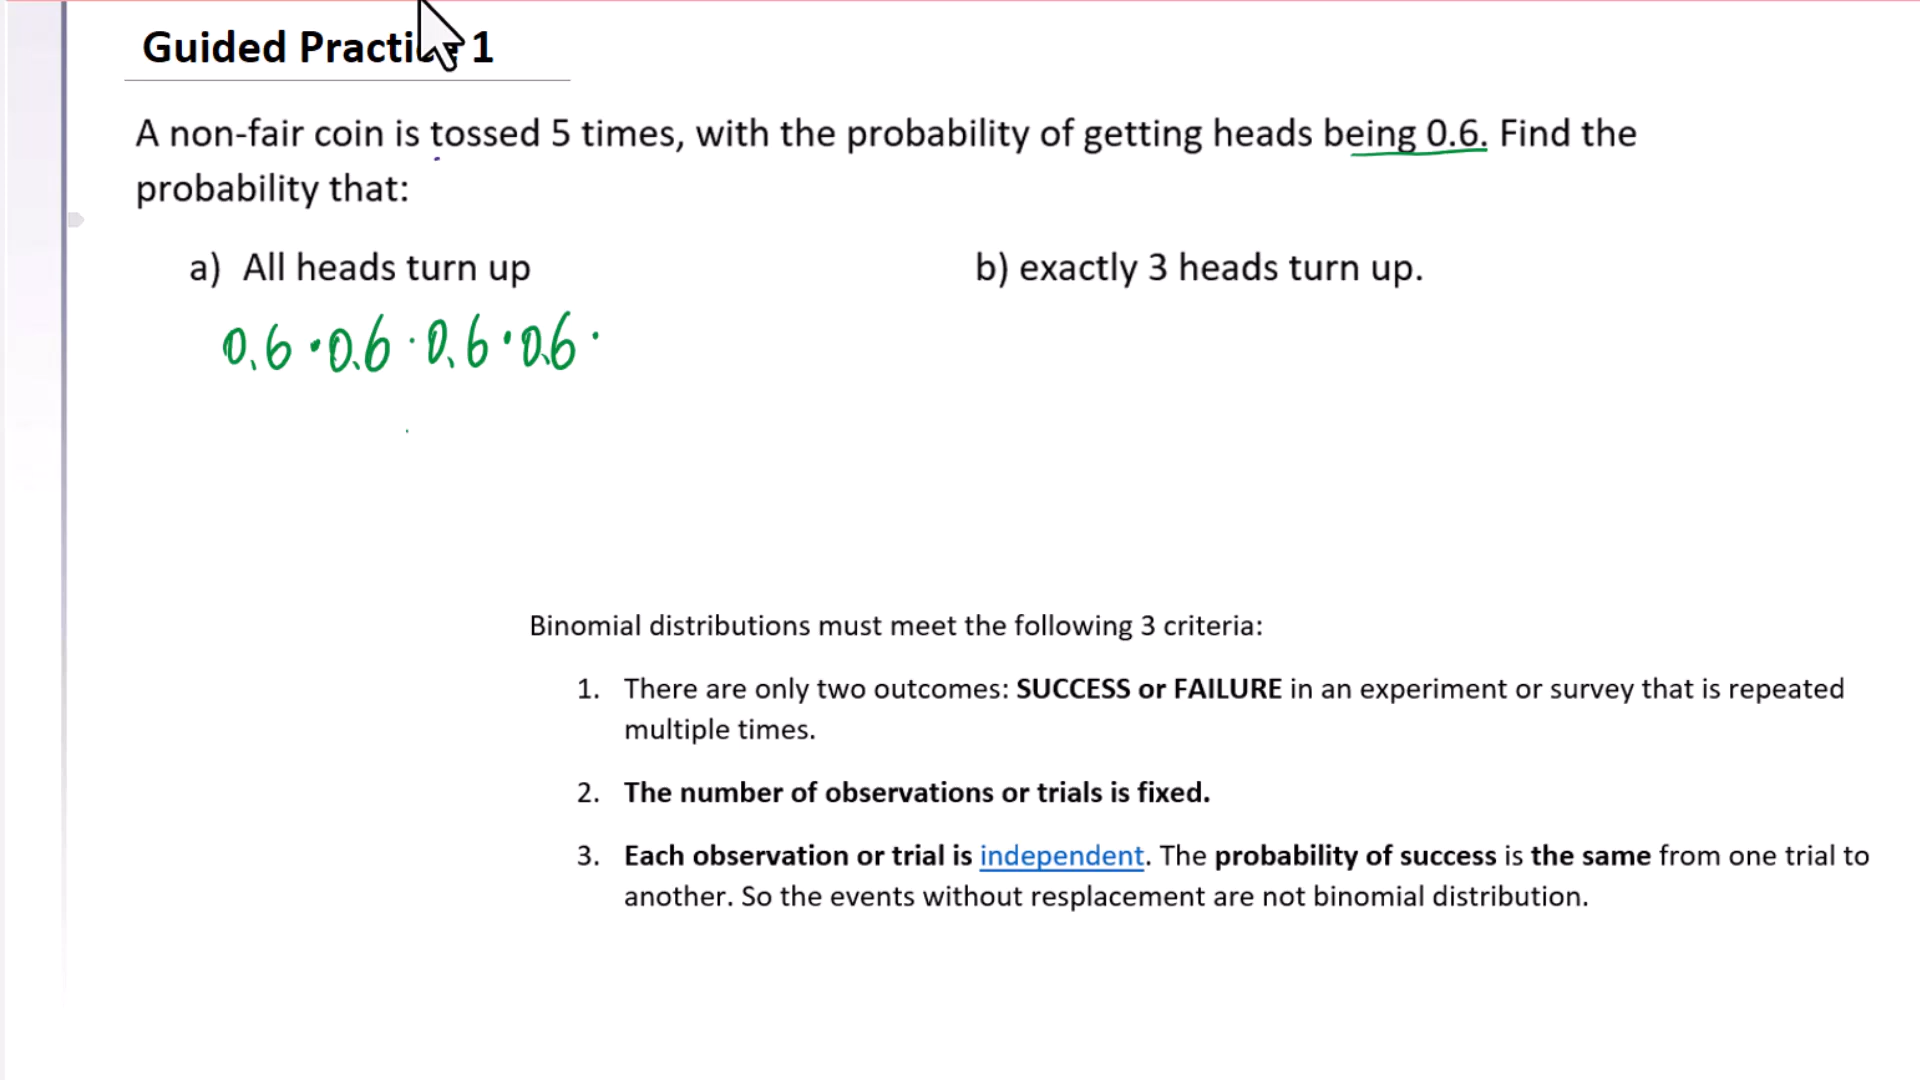 Guided Practice 1
A non-fair coin is tossed 5 times, with the probability of getting heads being 0.6. Find the
probability that:
a) All heads turn up
b) exactly 3 heads turn up.
0.6 · 0.6 · 0.6 · 0.6 ·
Binomial distributions must meet the following 3 criteria:
1. There are only two outcomes: SUCCESS or FAILURE in an experiment or survey that is repeated
multiple times.
2. The number of observations or trials is fixed.
3. Each observation or trial is independent. The probability of success is the same from one trial to
another. So the events without resplacement are not binomial distribution.